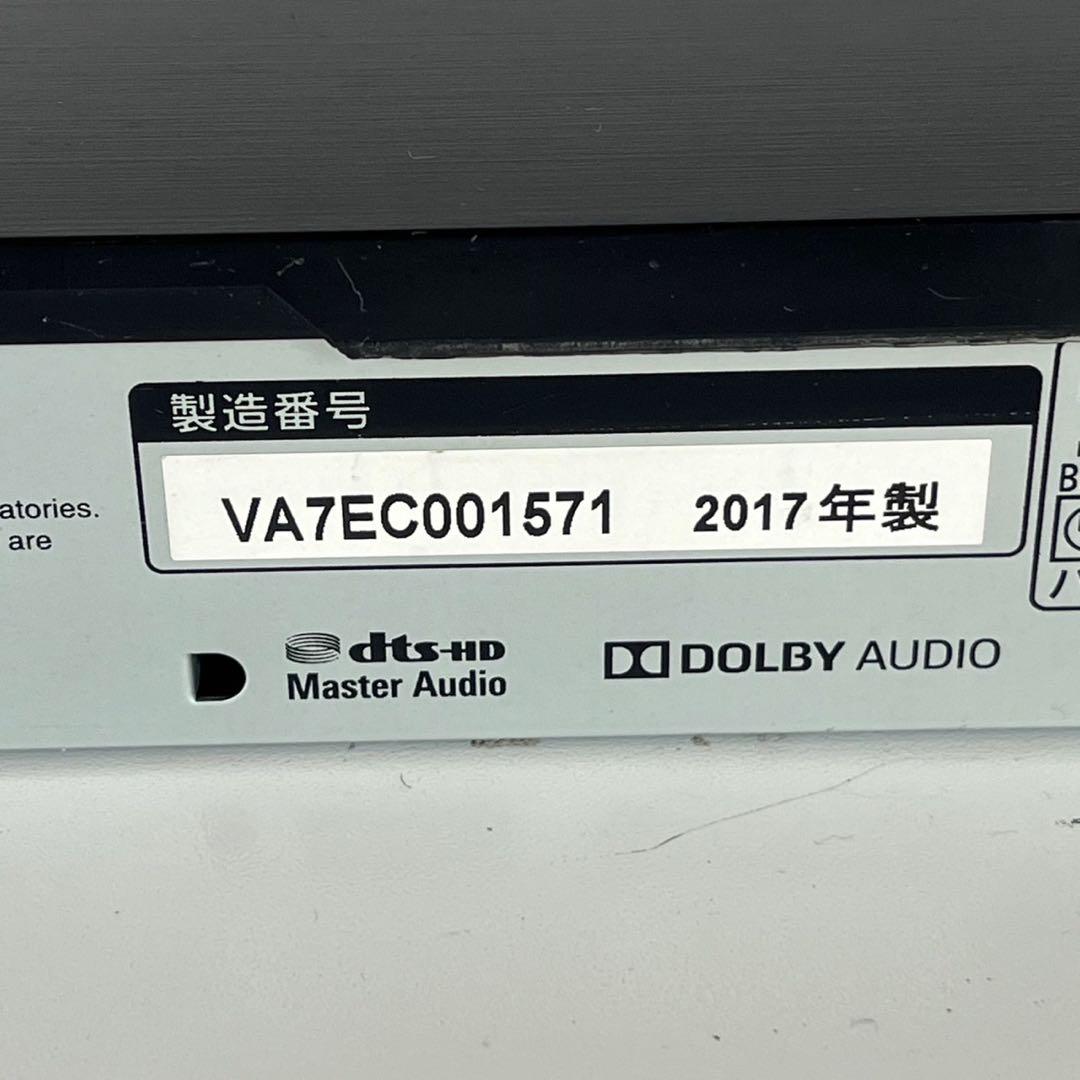 製造番号
VA7EC001571 2017年製
atories.
are
dts-HD
Master Audio
DOLBY AUDIO